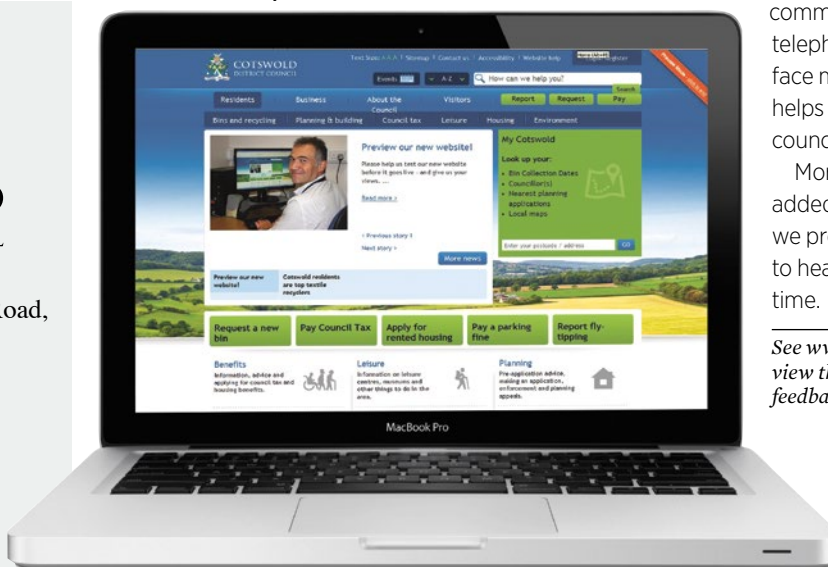 comm
teleph
face m
helps
counc
Mor
added
we pr
to hea
time.
See ww
view th
feedba
oad,
COTSWOLD
DISTRICT COUNCIL
Text Size: A A A Sitemap Contact us Accessibility Website help
Events
A-Z
How can we help you?
Search
Residents
Business
About the Council
Visitors
Report
Request
Pay
Bins and recycling
Planning & building
Council tax
Leisure
Housing
Environment
Preview our new website!
Please help us test our new website
before it goes live - and give us your
views. ...
Read more >
< Previous story
Next story >
More news
My Cotswold
Look up your:
• Bin Collection Dates
• Councillor(s)
• Nearest planning
applications
• Local maps
Enter your postcode / address
GO
Preview our new
website!
Cotswold residents
are top textile
recyclers
Request a new
bin
Pay Council Tax
Apply for
rented housing
Pay a parking
fine
Report fly-
tipping
Benefits
Information, advice and
applying for council tax and
housing benefits.
Leisure
Information on leisure
centres, museums and
other things to do in the
area.
Planning
Pre-application advice,
making an application,
enforcement and planning
appeals.
MacBook Pro